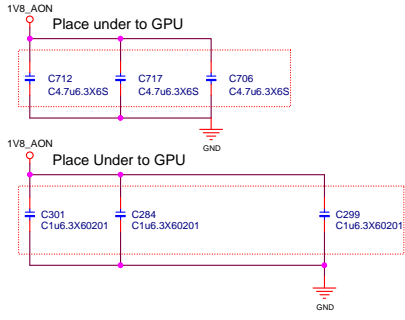 1V8_AON
Place under to GPU
C712 C717 C706
C4.7u6.3X6S C4.7u6.3X6S C4.7u6.3X6S
GND
1V8_AON
Place Under to GPU
C301 C284 C299
C1u6.3X60201 C1u6.3X60201 C1u6.3X60201
GND